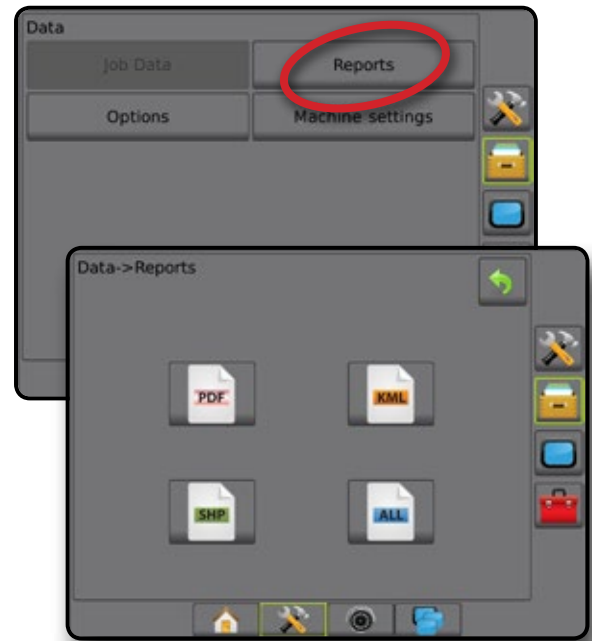 Data
Job Data Reports
Options Machine settings
Data->Reports
PDF KML
SHP ALL